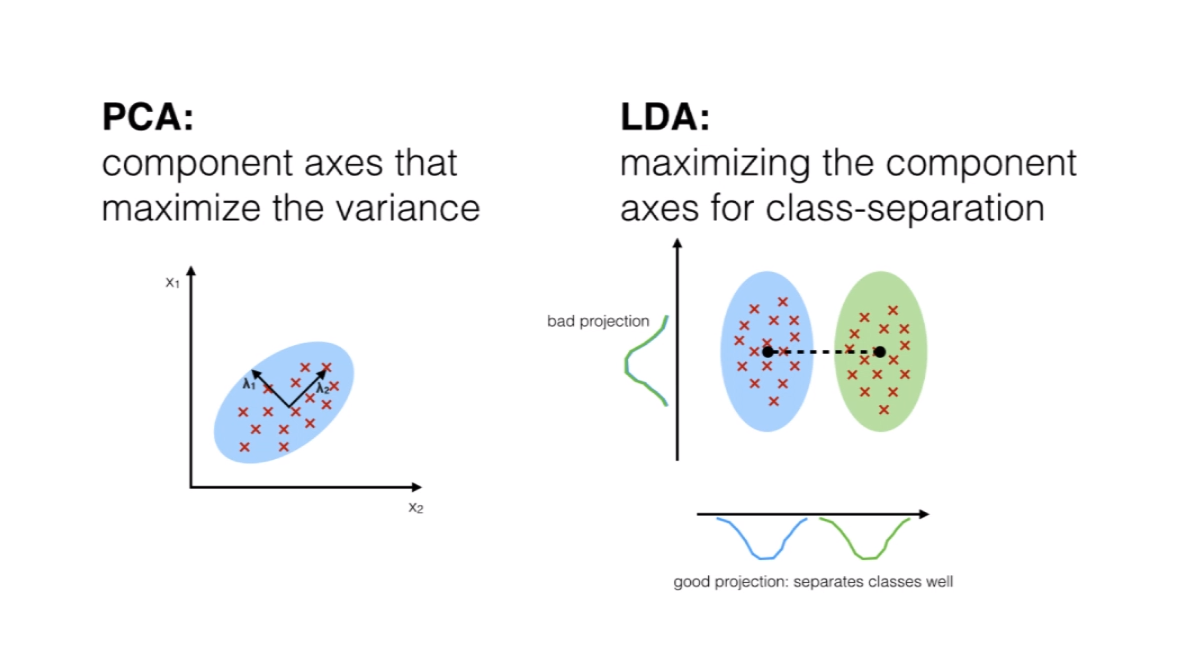 PCA:
component axes that
maximize the variance
x₁
λ₁
λ₂
x₂
LDA:
maximizing the component
axes for class-separation
bad projection
good projection: separates classes well